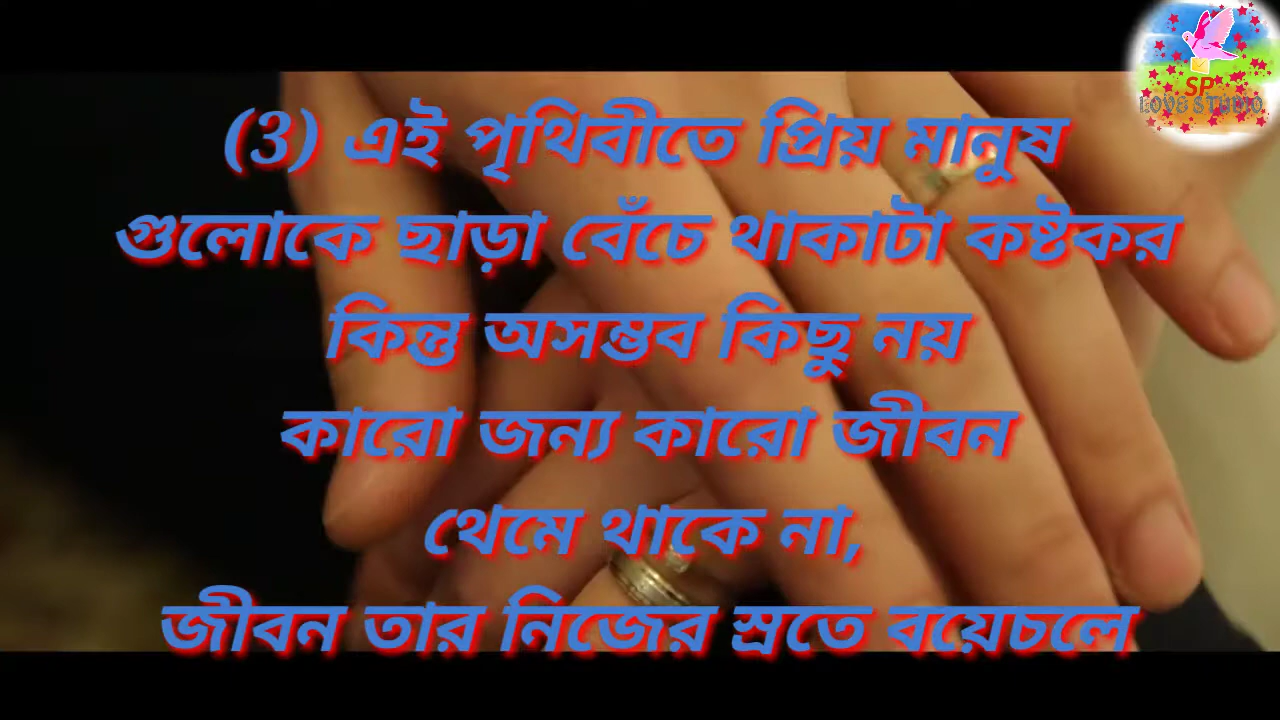 SP
LOVE STUDIO
(3) এই পৃথিবীতে প্রিয় মানুষ
গুলোকে ছাড়া বেঁচে থাকাটা কষ্টকর
কিন্তু অসম্ভব কিছু নয়
কারো জন্য কারো জীবন
থেমে থাকে না,
জীবন তার নিজের স্রতে বয়েচলে